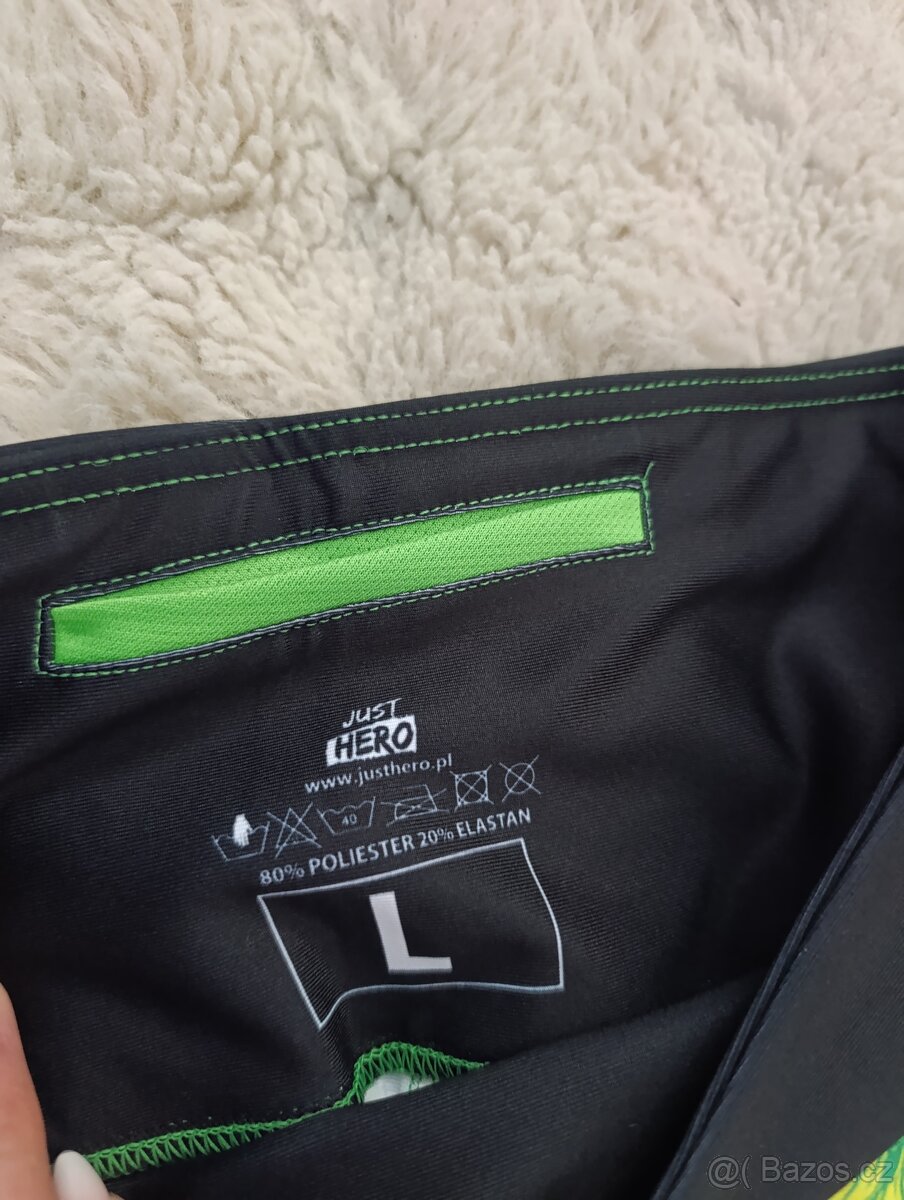 JUST
HERO
www.justhero.pl
40
80% POLIESTER 20% ELASTAN
L
@( Bazos.cz